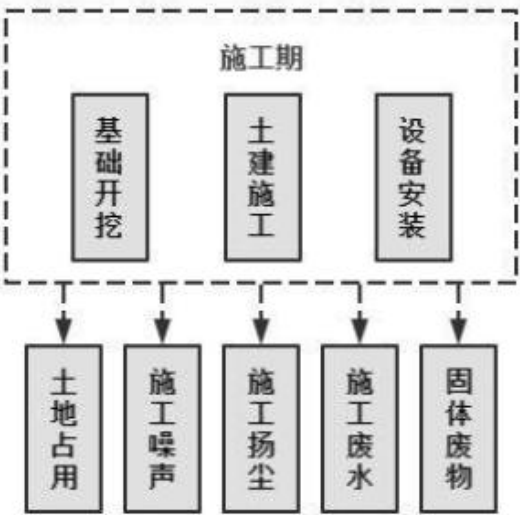 施工期
基础开挖
土建施工
设备安装
土地占用
施工噪声
施工扬尘
施工废水
固体废物